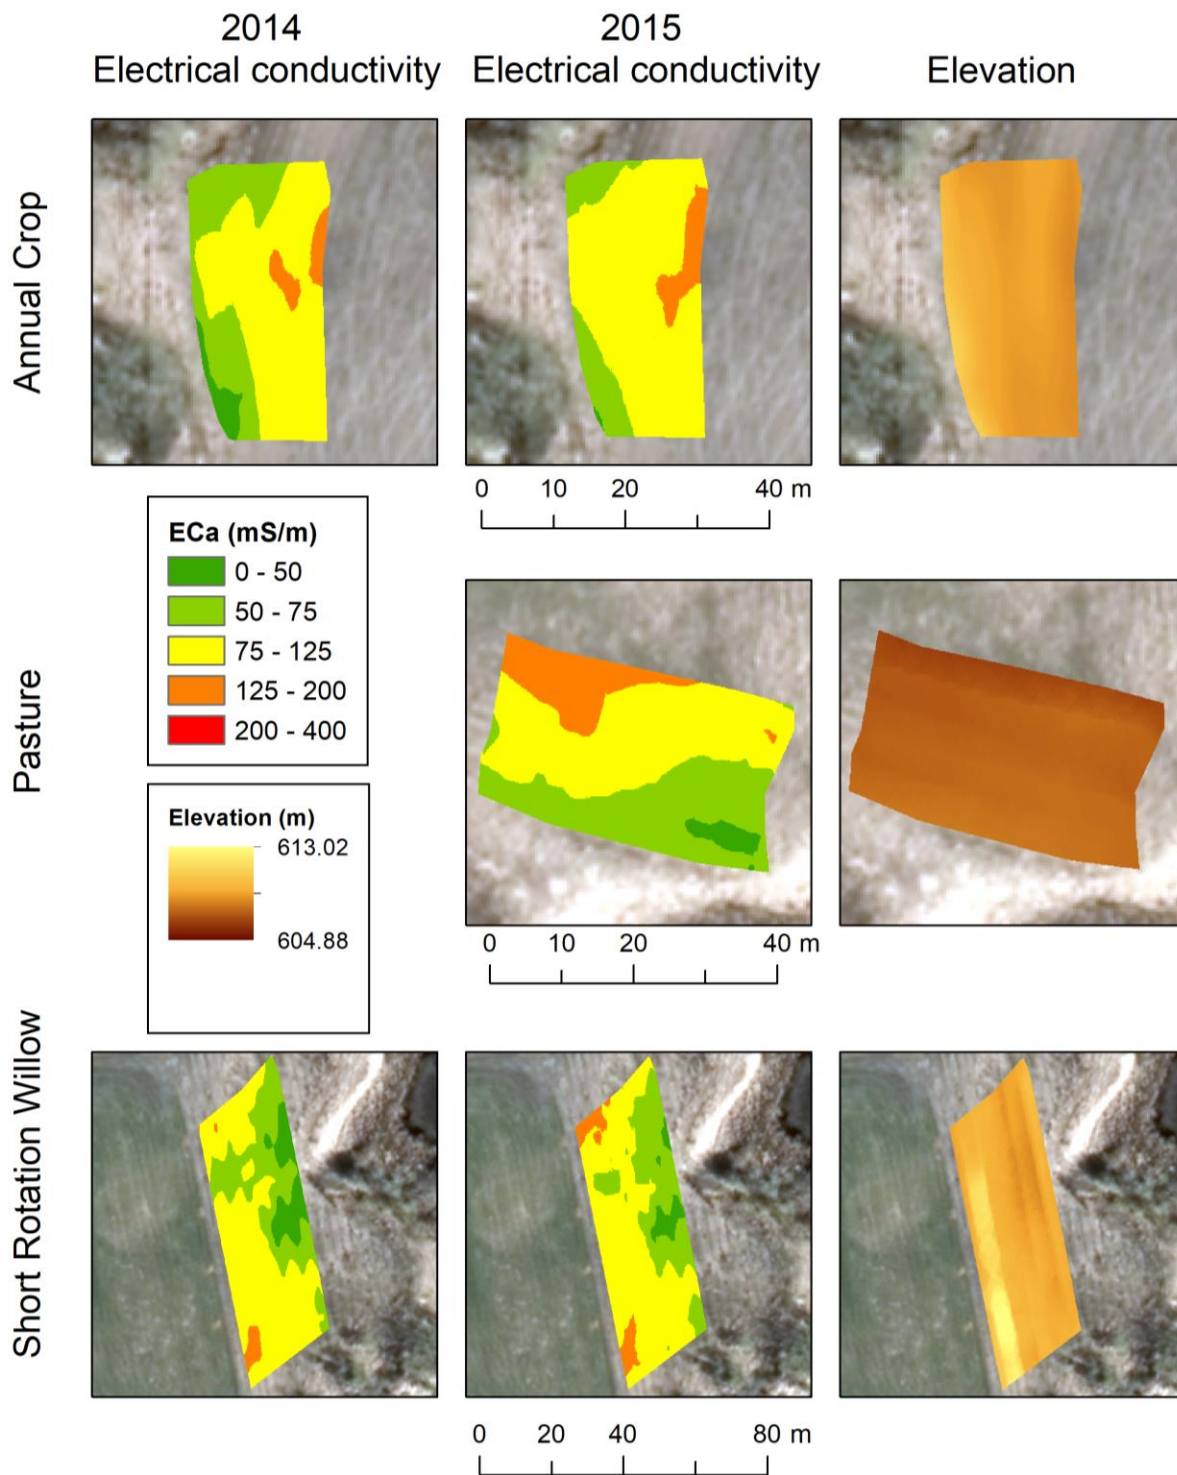 2014
Electrical conductivity
2015
Electrical conductivity
Elevation
Annual Crop
0 10 20 40 m
ECa (mS/m)
0 - 50
50 - 75
75 - 125
125 - 200
200 - 400
Pasture
Elevation (m)
613.02
604.88
0 10 20 40 m
Short Rotation Willow
0 20 40 80 m